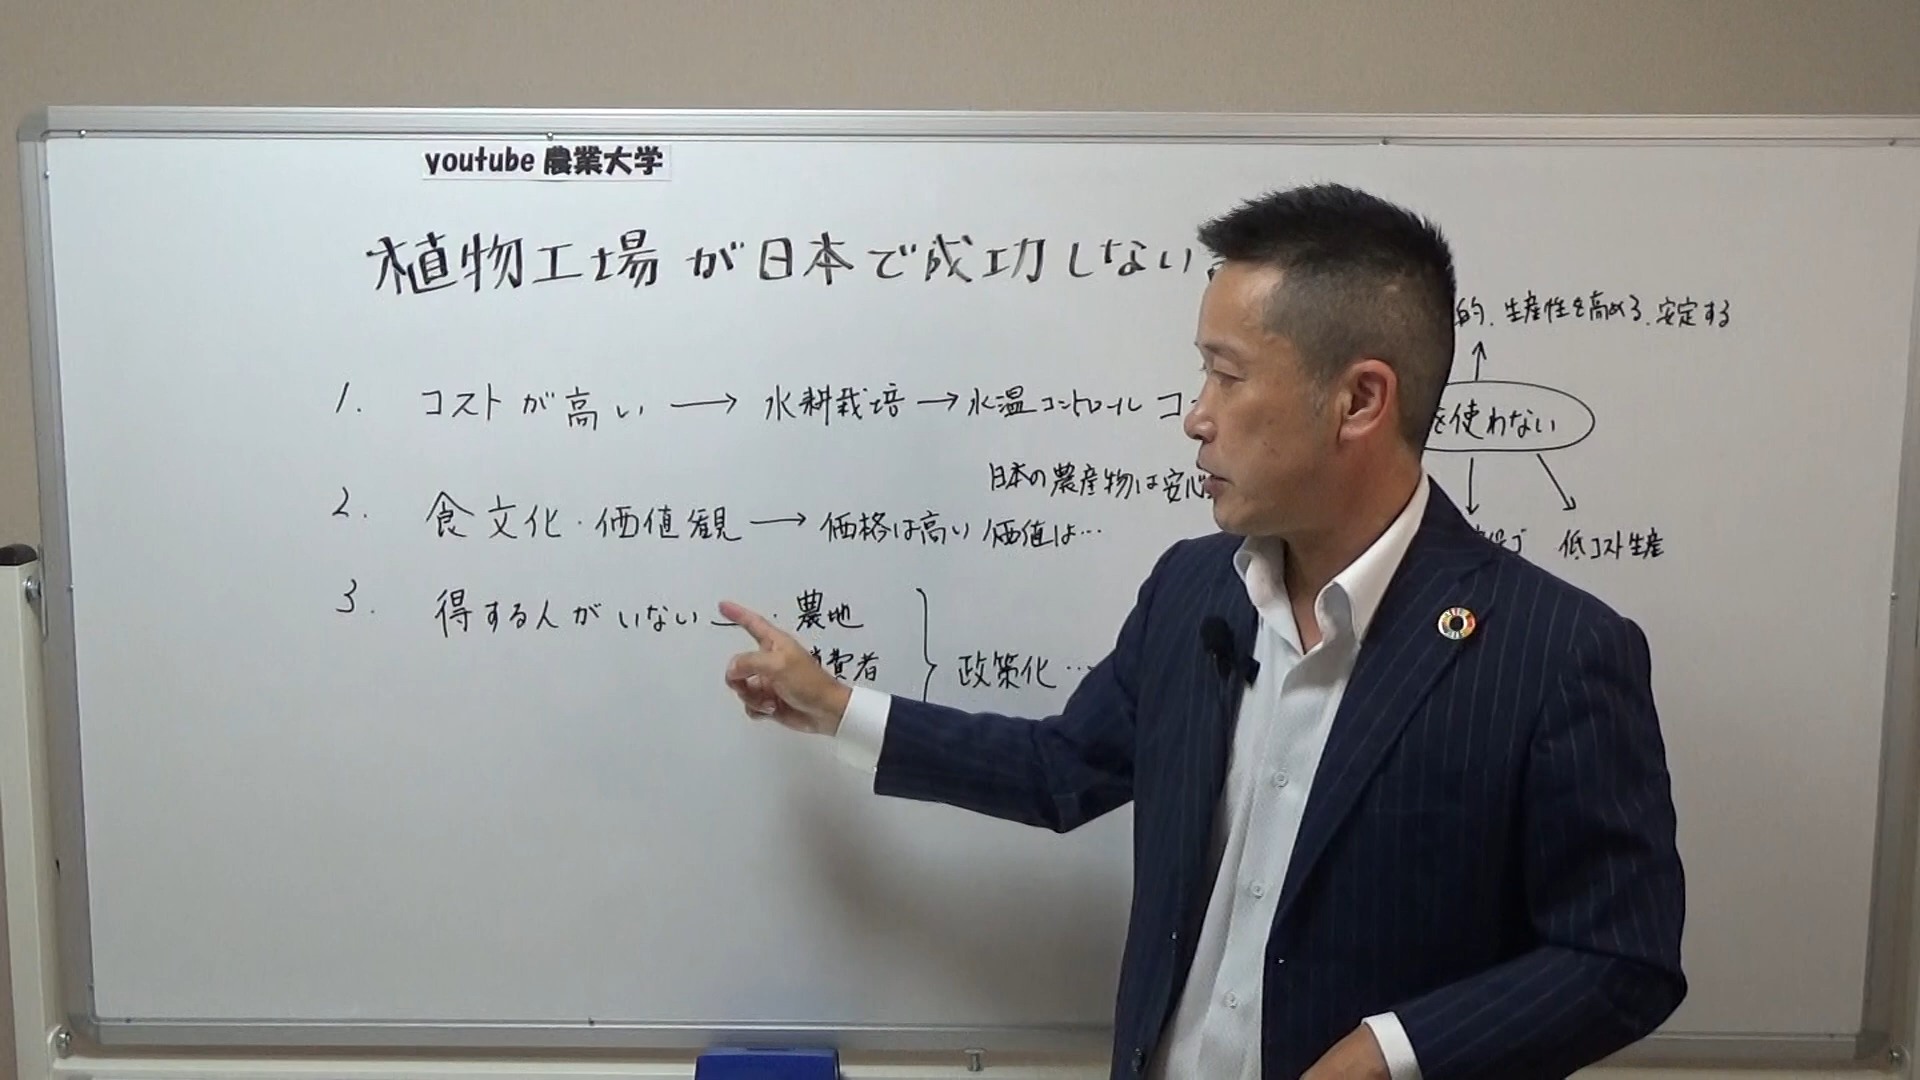 youtube 農業大学
植物工場が日本で成功しない
的、生産性を高める、安定する
1. コストが高い → 水耕栽培 → 水温コントロール コ
を使わない
日本の農産物は安心
2. 食文化・価値観 → 価格は高い 価値は…
低コスト生産
3. 得する人がいない ・農地
消費者
政策化…